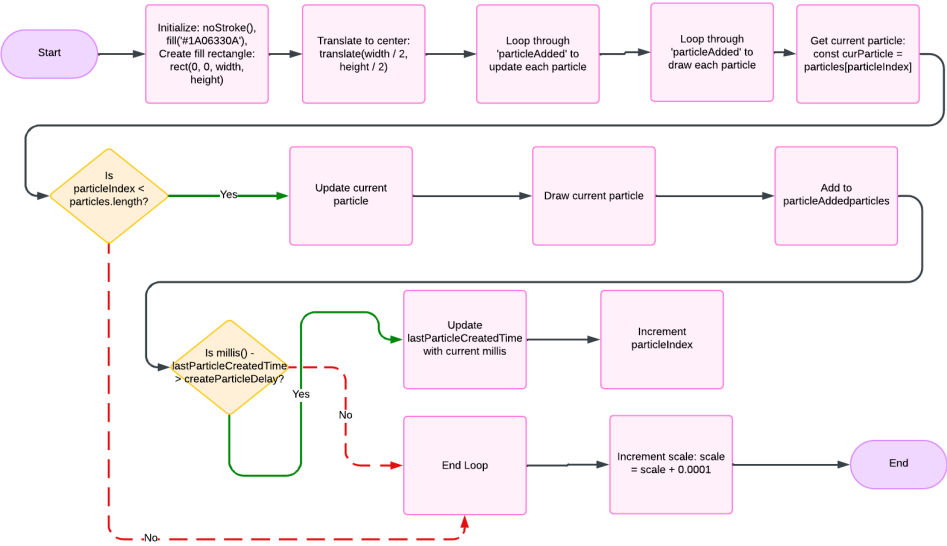 Start
Initialize: noStroke(),
fill('#1A06330A'),
Create fill rectangle:
rect(0, 0, width,
height)
Translate to center:
translate(width / 2,
height / 2)
Loop through
'particleAdded' to
update each particle
Loop through
'particleAdded' to
draw each particle
Get current particle:
const curParticle =
particles[particleIndex]
Is
particleIndex <
particles.length?
Yes
Update current
particle
Draw current particle
Add to
particleAddedparticles
Is millis() -
lastParticleCreatedTime
> createParticleDelay?
Yes
No
Update
lastParticleCreatedTime
with current millis
Increment
particleIndex
End Loop
Increment scale: scale
= scale + 0.0001
End
No